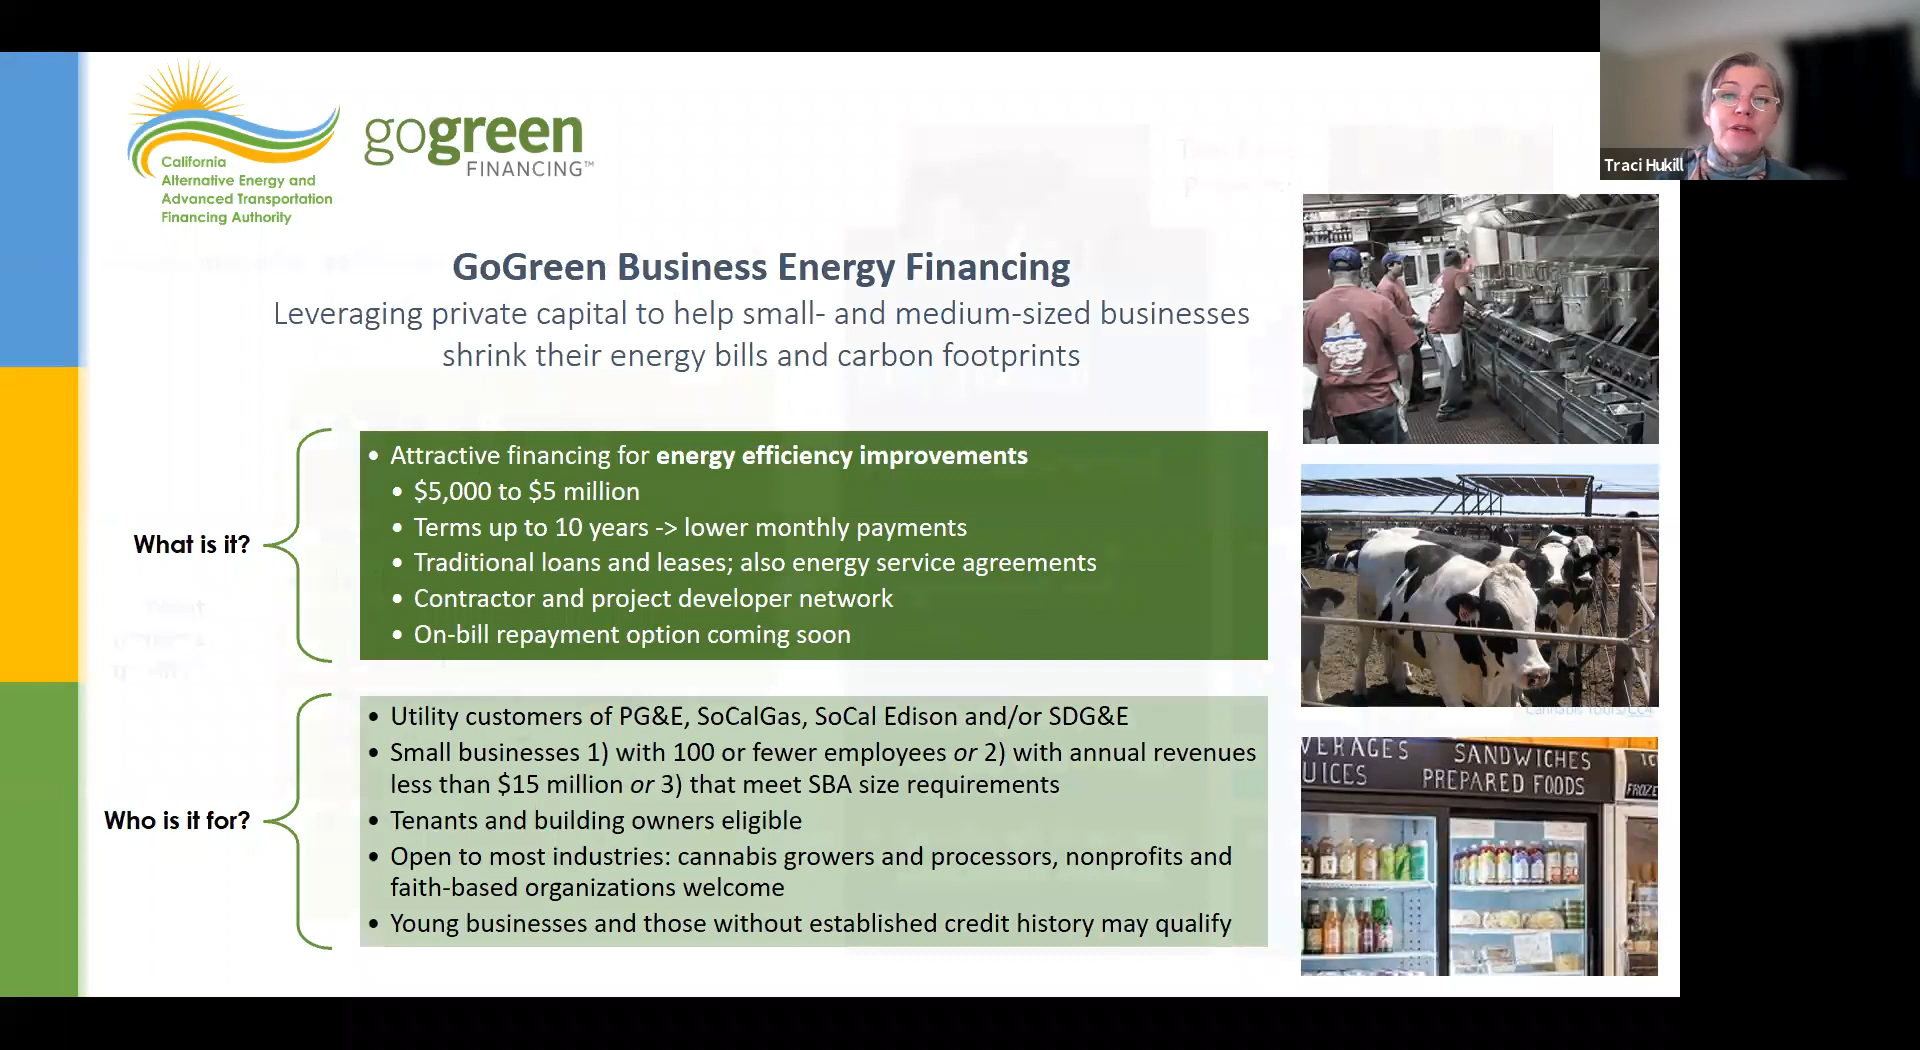 California
Alternative Energy and
Advanced Transportation
Financing Authority
gogreen
FINANCING™
Traci Hukill
GoGreen Business Energy Financing
Leveraging private capital to help small- and medium-sized businesses
shrink their energy bills and carbon footprints
What is it?
• Attractive financing for energy efficiency improvements
• $5,000 to $5 million
• Terms up to 10 years -> lower monthly payments
• Traditional loans and leases; also energy service agreements
• Contractor and project developer network
• On-bill repayment option coming soon
Who is it for?
• Utility customers of PG&E, SoCalGas, SoCal Edison and/or SDG&E
• Small businesses 1) with 100 or fewer employees or 2) with annual revenues
less than $15 million or 3) that meet SBA size requirements
• Tenants and building owners eligible
• Open to most industries: cannabis growers and processors, nonprofits and
faith-based organizations welcome
• Young businesses and those without established credit history may qualify
VERAGES
UICES
SANDWICHES
PREPARED FOODS